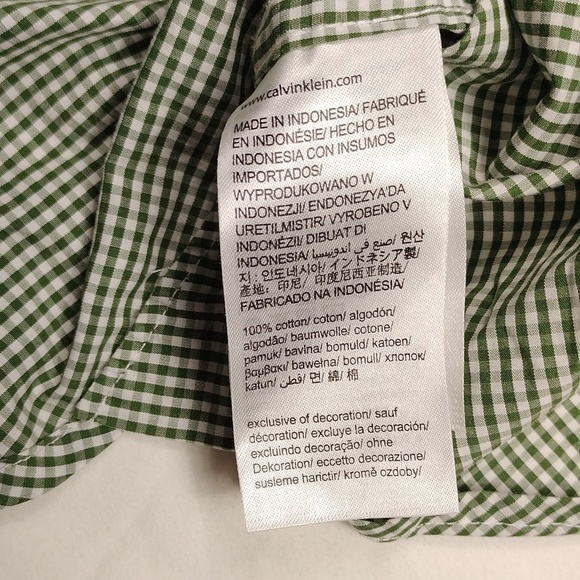 www.calvinklein.com
MADE IN INDONESIA/ FABRIQUÉ
EN INDONÉSIE/ HECHO EN
INDONESIA CON INSUMOS
IMPORTADOS/
WYPRODUKOWANO W
INDONEZJI/ ENDONEZYA'DA
URETILMISTIR/ VYROBENO V
INDONÉZII/ DIBUAT DI
INDONESIA/ صنع في اندونيسيا/ 원산
지 : 인도네시아/ インドネシア製/
產地: 印尼/ 印度尼西亚制造/
FABRICADO NA INDONÉSIA/
100% cotton/ coton/ algodón/
algodão/ baumwolle/ cotone/
pamuk/ bavlna/ bomuld/ katoen/
βαμβακι/ bawełna/ bomull/ хлопок/
katun/ قطن/ 면/ 綿/ 棉
exclusive of decoration/ sauf
décoration/ excluye la decoración/
excluindo decoração/ ohne
Dekoration/ eccetto decorazione/
susleme harictir/ kromě ozdoby/